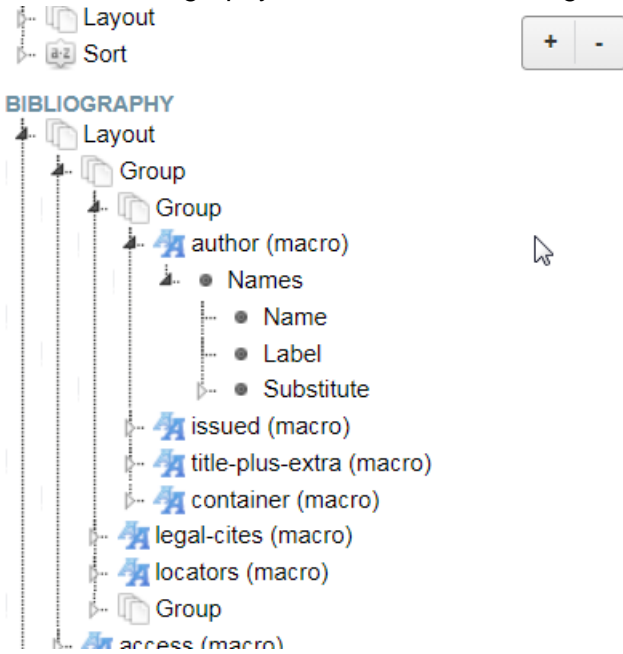 Layout
a-z Sort
+ -
BIBLIOGRAPHY
Layout
Group
Group
author (macro)
Names
Name
Label
Substitute
issued (macro)
title-plus-extra (macro)
container (macro)
legal-cites (macro)
locators (macro)
Group
access (macro)